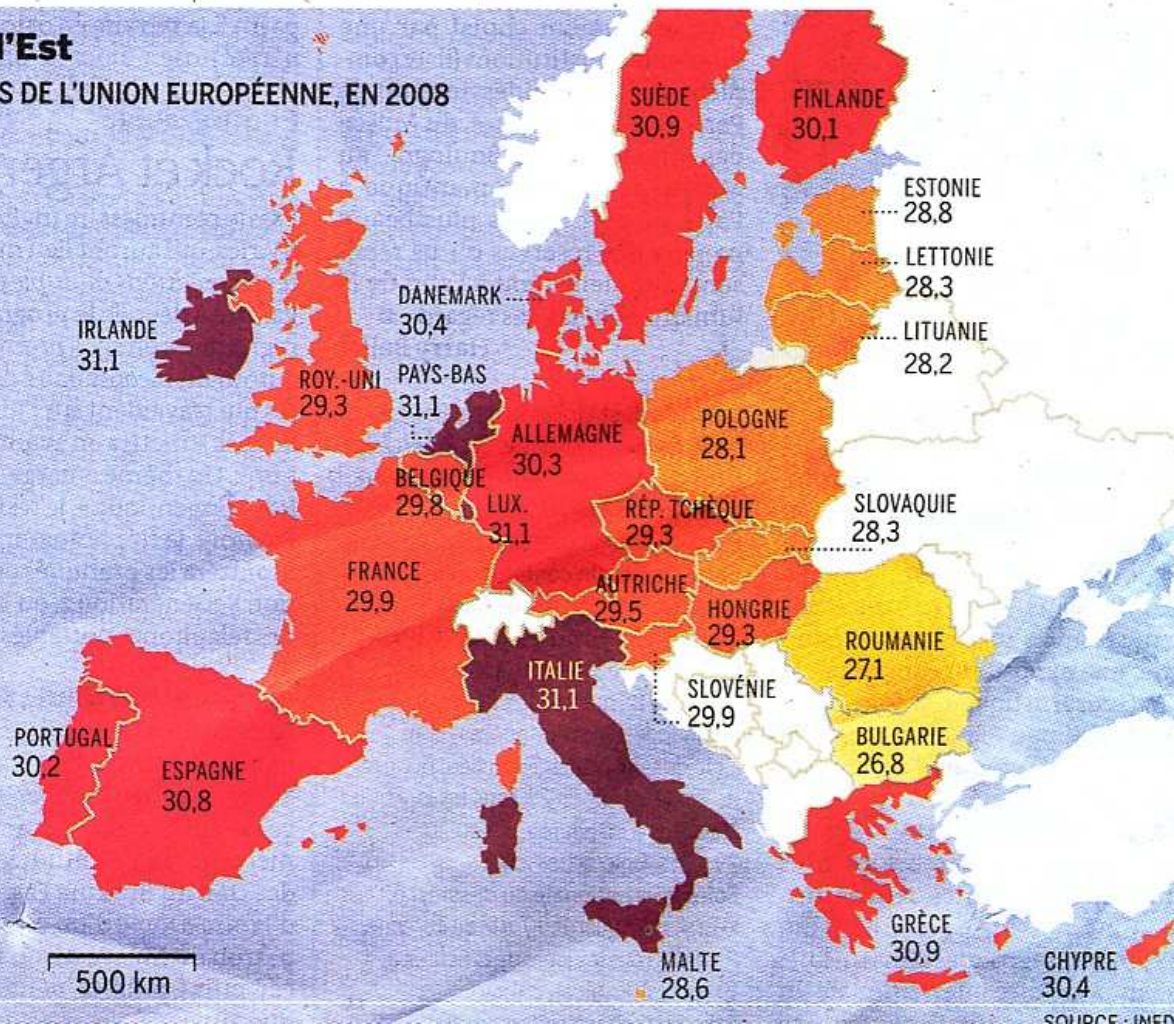 l'Est
S DE L'UNION EUROPÉENNE, EN 2008
SUÈDE
30,9
FINLANDE
30,1
ESTONIE
28,8
LETTONIE
28,3
LITUANIE
28,2
DANEMARK
30,4
IRLANDE
31,1
ROY.-UNI
29,3
PAYS-BAS
31,1
ALLEMAGNE
30,3
POLOGNE
28,1
BELGIQUE
29,8
LUX.
31,1
RÉP. TCHÈQUE
29,3
SLOVAQUIE
28,3
FRANCE
29,9
AUTRICHE
29,5
HONGRIE
29,3
ROUMANIE
27,1
ITALIE
31,1
SLOVÉNIE
29,9
BULGARIE
26,8
PORTUGAL
30,2
ESPAGNE
30,8
GRÈCE
30,9
MALTE
28,6
CHYPRE
30,4
500 km
SOURCE : INED